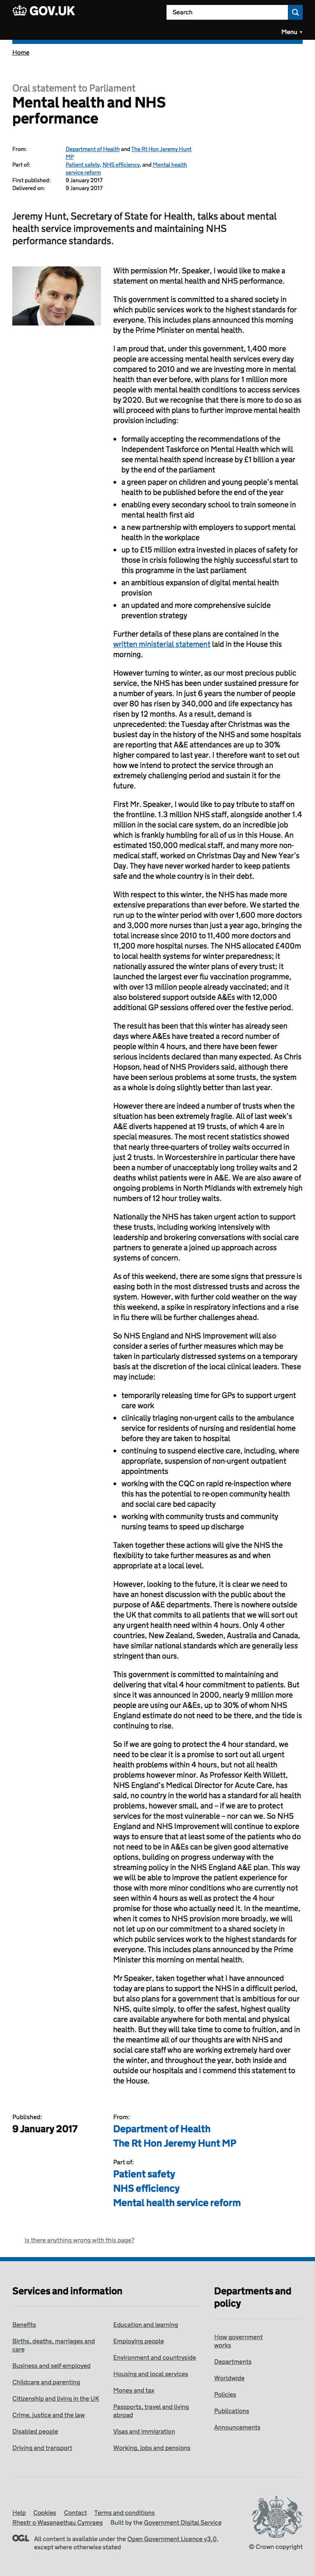 GOV.UK
Search
Menu
Home
Oral statement to Parliament
Mental health and NHS
performance
From: Department of Health and The Rt Hon Jeremy Hunt
MP
Part of: Patient safety, NHS efficiency, and Mental health
service reform
First published: 9 January 2017
Delivered on: 9 January 2017
Jeremy Hunt, Secretary of State for Health, talks about mental
health service improvements and maintaining NHS
performance standards.
With permission Mr. Speaker, I would like to make a
statement on mental health and NHS performance.
This government is committed to a shared society in
which public services work to the highest standards for
everyone. This includes plans announced this morning
by the Prime Minister on mental health.
I am proud that, under this government, 1,400 more
people are accessing mental health services every day
compared to 2010 and we are investing more in mental
health than ever before, with plans for 1 million more
people with mental health conditions to access services
by 2020. But we recognise that there is more to do so as
will proceed with plans to further improve mental health
provision including:
• formally accepting the recommendations of the
Independent Taskforce on Mental Health which will
see mental health spend increase by £1 billion a year
by the end of the parliament
• a green paper on children and young people's mental
health to be published before the end of the year
• enabling every secondary school to train someone in
mental health first aid
• a new partnership with employers to support mental
health in the workplace
• up to £15 million extra invested in places of safety for
those in crisis following the highly successful start to
this programme in the last parliament
• an ambitious expansion of digital mental health
provision
• an updated and more comprehensive suicide
prevention strategy
Further details of these plans are contained in the
written ministerial statement laid in the House this
morning.
However turning to winter, as our most precious public
service, the NHS has been under sustained pressure for
a number of years. In just 6 years the number of people
over 80 has risen by 340,000 and life expectancy has
risen by 12 months. As a result, demand is
unprecedented: the Tuesday after Christmas was the
busiest day in the history of the NHS and some hospitals
are reporting that A&E attendances are up to 30%
higher compared to last year. I therefore want to set out
how we intend to protect the service through an
extremely challenging period and sustain it for the
future.
First Mr. Speaker, I would like to pay tribute to staff on
the frontline. 1.3 million NHS staff, alongside another 1.4
million in the social care system, do an incredible job
which is frankly humbling for all of us in this House. An
estimated 150,000 medical staff, and many more non-
medical staff, worked on Christmas Day and New Year's
Day. They have never worked harder to keep patients
safe and the whole country is in their debt.
With respect to this winter, the NHS has made more
extensive preparations than ever before. We started the
run up to the winter period with over 1,600 more doctors
and 3,000 more nurses than just a year ago, bringing the
total increase since 2010 to 11,400 more doctors and
11,200 more hospital nurses. The NHS allocated £400m
to local health systems for winter preparedness; it
nationally assured the winter plans of every trust; it
launched the largest ever flu vaccination programme,
with over 13 million people already vaccinated; and it
also bolstered support outside A&Es with 12,000
additional GP sessions offered over the festive period.
The result has been that this winter has already seen
days where A&Es have treated a record number of
people within 4 hours, and there have been fewer
serious incidents declared than many expected. As Chris
Hopson, head of NHS Providers said, although there
have been serious problems at some trusts, the system
as a whole is doing slightly better than last year.
However there are indeed a number of trusts where the
situation has been extremely fragile. All of last week's
A&E diverts happened at 19 trusts, of which 4 are in
special measures. The most recent statistics showed
that nearly three-quarters of trolley waits occurred in
just 2 trusts. In Worcestershire in particular there have
been a number of unacceptably long trolley waits and 2
deaths whilst patients were in A&E. We are also aware of
ongoing problems in North Midlands with extremely high
numbers of 12 hour trolley waits.
Nationally the NHS has taken urgent action to support
these trusts, including working intensively with
leadership and brokering conversations with social care
partners to generate a joined up approach across
systems of concern.
As of this weekend, there are some signs that pressure is
easing both in the most distressed trusts and across the
system. However, with further cold weather on the way
this weekend, a spike in respiratory infections and a rise
in flu there will be further challenges ahead.
So NHS England and NHS Improvement will also
consider a series of further measures which may be
taken in particularly distressed systems on a temporary
basis at the discretion of the local clinical leaders. These
may include:
• temporarily releasing time for GPs to support urgent
care work
• clinically triaging non-urgent calls to the ambulance
service for residents of nursing and residential home
before they are taken to hospital
• continuing to suspend elective care, including, where
appropriate, suspension of non-urgent outpatient
appointments
• working with the CQC on rapid re-inspection where
this has the potential to re-open community health
and social care bed capacity
• working with community trusts and community
nursing teams to speed up discharge
Taken together these actions will give the NHS the
flexibility to take further measures as and when
appropriate at a local level.
However, looking to the future, it is clear we need to
have an honest discussion with the public about the
purpose of A&E departments. There is nowhere outside
the UK that commits to all patients that we will sort out
any urgent health need within 4 hours. Only 4 other
countries, New Zealand, Sweden, Australia and Canada,
have similar national standards which are generally less
stringent than ours.
This government is committed to maintaining and
delivering that vital 4 hour commitment to patients. But
since it was announced in 2000, nearly 9 million more
people are using our A&Es, up to 30% of whom NHS
England estimate do not need to be there, and the tide is
continuing to rise.
So if we are going to protect the 4 hour standard, we
need to be clear it is a promise to sort out all urgent
health problems within 4 hours, but not all health
problems however minor. As Professor Keith Willett,
NHS England's Medical Director for Acute Care, has
said, no country in the world has a standard for all health
problems, however small, and – if we are to protect
services for the most vulnerable – nor can we. So NHS
England and NHS Improvement will continue to explore
ways to ensure that at least some of the patients who do
not need to be in A&Es can be given good alternative
options, building on progress underway with the
streaming policy in the NHS England A&E plan. This way
we will be able to improve the patient experience for
those with more minor conditions who are currently not
seen within 4 hours as well as protect the 4 hour
promise for those who actually need it. In the meantime,
when it comes to NHS provision more broadly, we will
not let up on our commitment to a shared society in
which public services work to the highest standards for
everyone. This includes plans announced by the Prime
Minister this morning on mental health.
Mr Speaker, taken together what I have announced
today are plans to support the NHS in a difficult period,
but also plans for a government that is ambitious for our
NHS, quite simply, to offer the safest, highest quality
care available anywhere for both mental and physical
health. But they will take time to come to fruition, and in
the meantime all of our thoughts are with NHS and
social care staff who are working extremely hard over
the winter, and throughout the year, both inside and
outside our hospitals and I commend this statement to
the House.
Published:
9 January 2017
From:
Department of Health
The Rt Hon Jeremy Hunt MP
Part of:
Patient safety
NHS efficiency
Mental health service reform
Is there anything wrong with this page?
Services and information
Benefits
Births, deaths, marriages and
care
Business and self-employed
Childcare and parenting
Citizenship and living in the UK
Crime, justice and the law
Disabled people
Driving and transport
Education and learning
Employing people
Environment and countryside
Housing and local services
Money and tax
Passports, travel and living
abroad
Visas and immigration
Working, jobs and pensions
Departments and
policy
How government
works
Departments
Worldwide
Policies
Publications
Announcements
Help Cookies Contact Terms and conditions
Rhestr o Wasanaethau Cymraeg Built by the Government Digital Service
OGL All content is available under the Open Government Licence v3.0,
except where otherwise stated
© Crown copyright